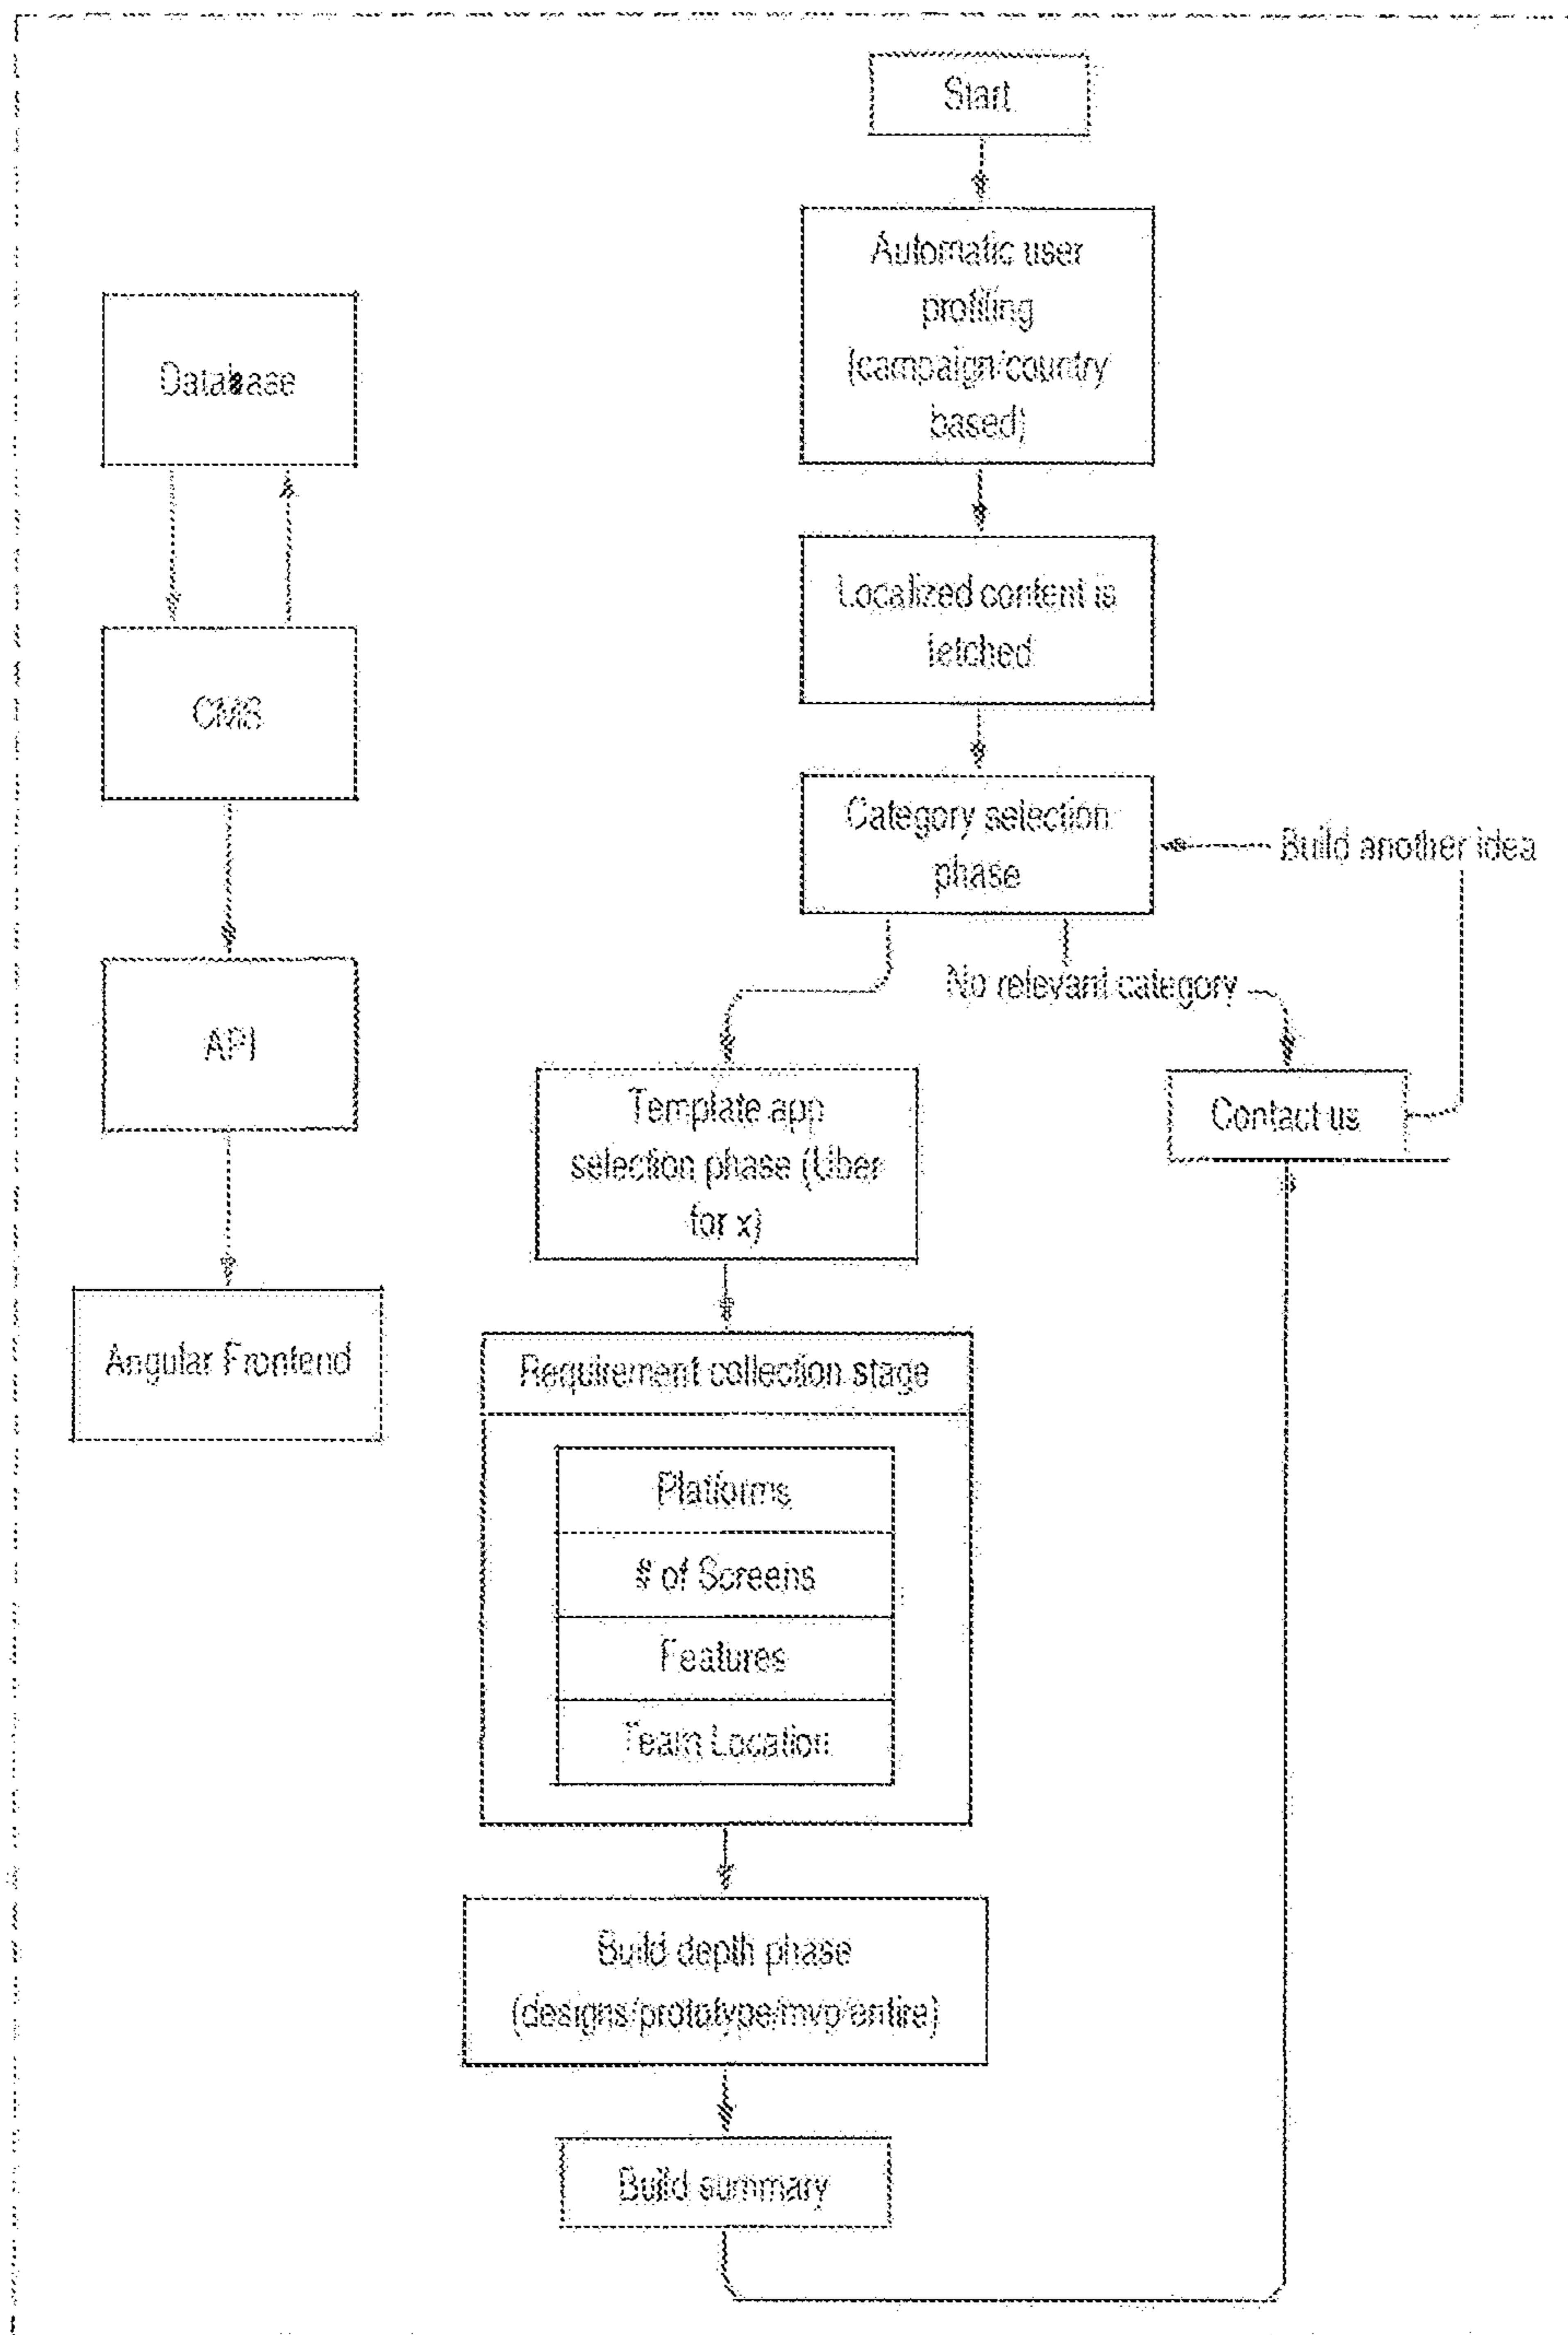 Start
Automatic user
profiling
(campaign/country
based)
Database
Localized content is
fetched
CMS
Category selection
phase
Build another idea
No relevant category
API
Template app
selection phase (Uber
for x)
Contact us
Angular Frontend
Requirement collection stage
Platforms
# of Screens
Features
Team Location
Build depth phase
(designs/prototype/mvp/entire)
Build summary